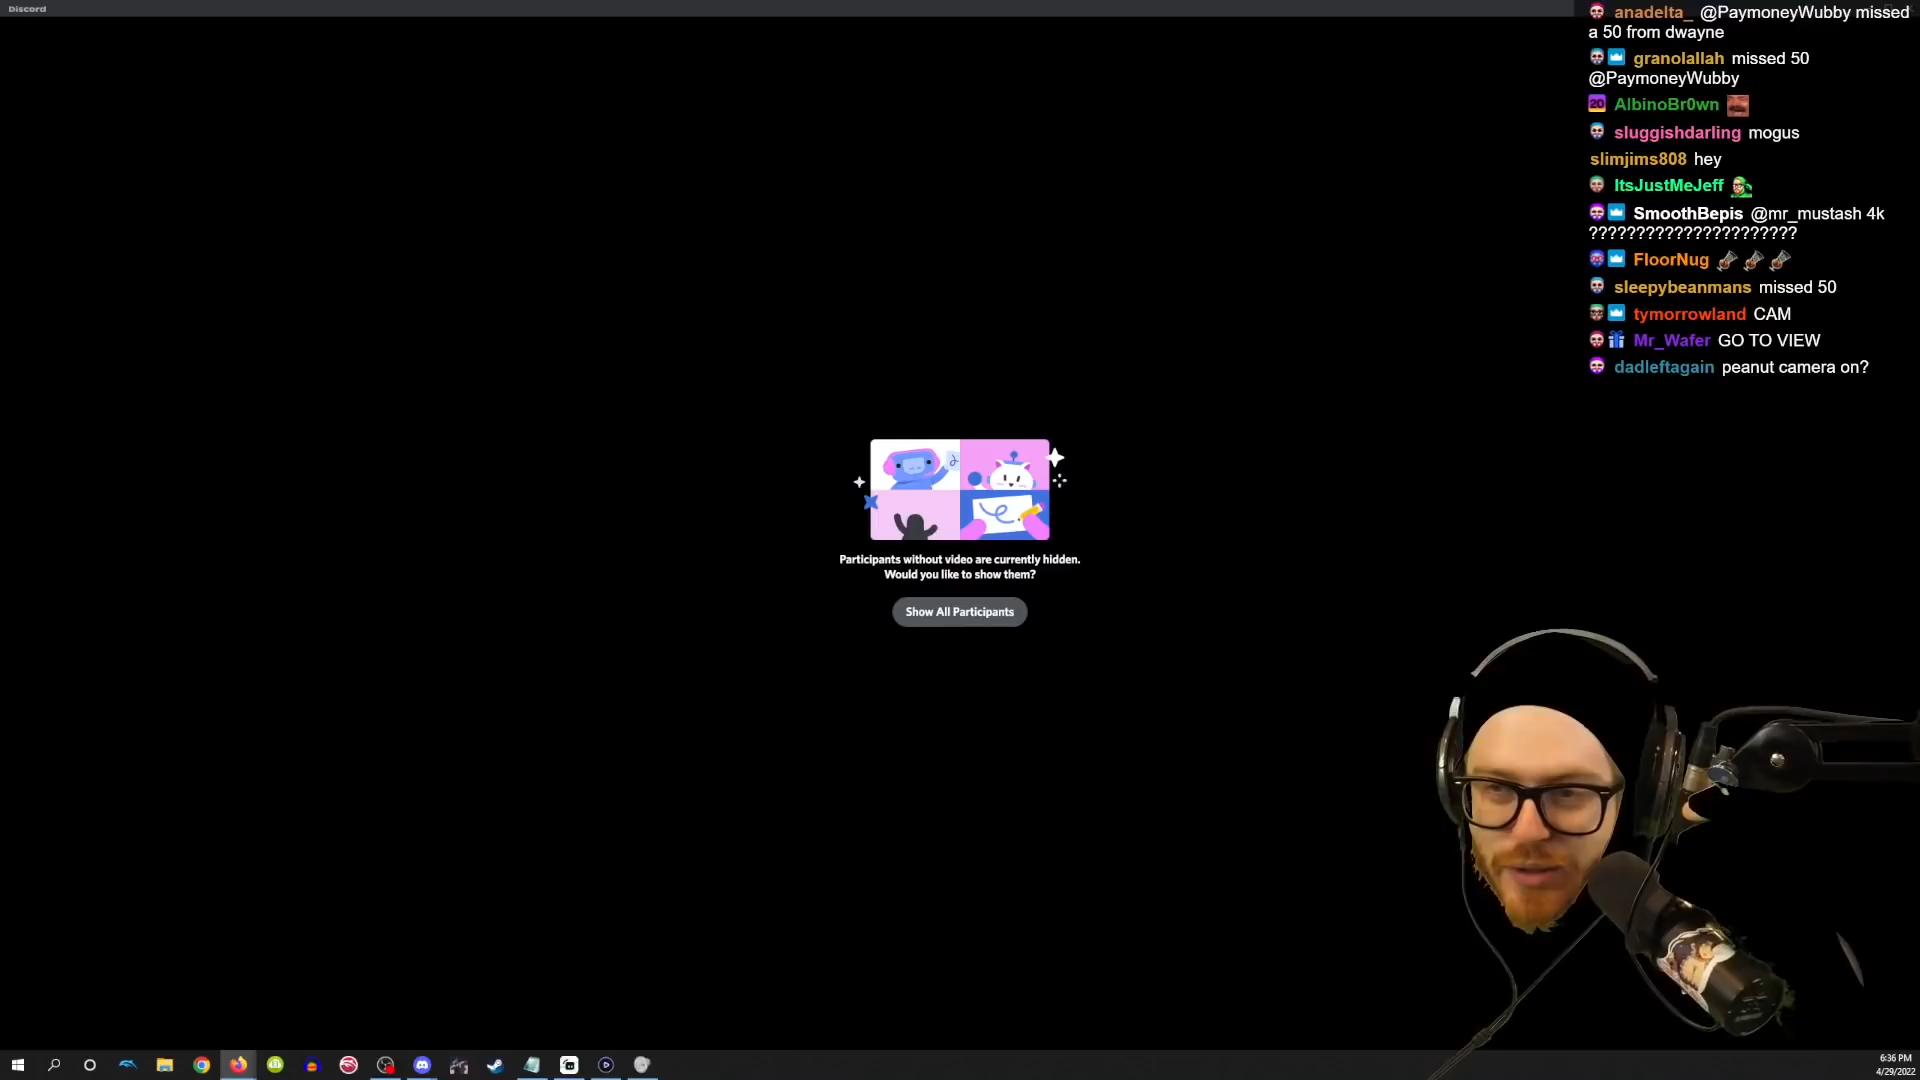 Discord
anadelta_ @PaymoneyWubby missed
a 50 from dwayne
granolallah missed 50
@PaymoneyWubby
20 AlbinoBr0wn
sluggishdarling mogus
slimjims808 hey
ItsJustMeJeff
SmoothBepis @mr_mustash 4k
??????????????????????
FloorNug
sleepybeanmans missed 50
tymorrowland CAM
Mr_Wafer GO TO VIEW
dadleftagain peanut camera on?
Participants without video are currently hidden.
Would you like to show them?
Show All Participants
6:36 PM
4/29/2022